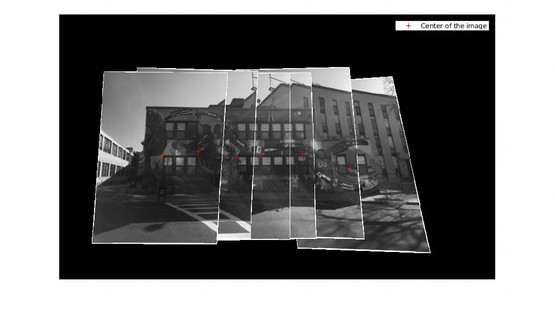 Center of the image